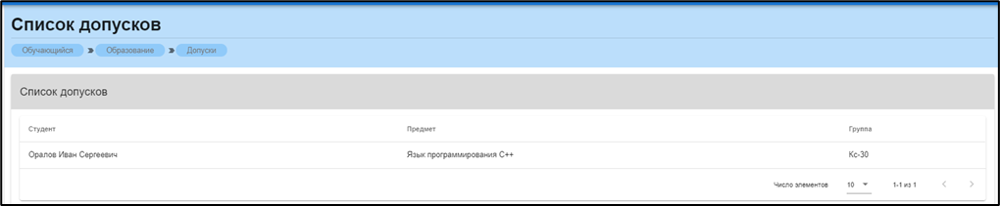 Список допусков
Обучающийся » Образование » Допуски
Список допусков
Студент Предмет Группа
Оралов Иван Сергеевич Язык программирования C++ Кс-30
Число элементов 10 1-1 из 1